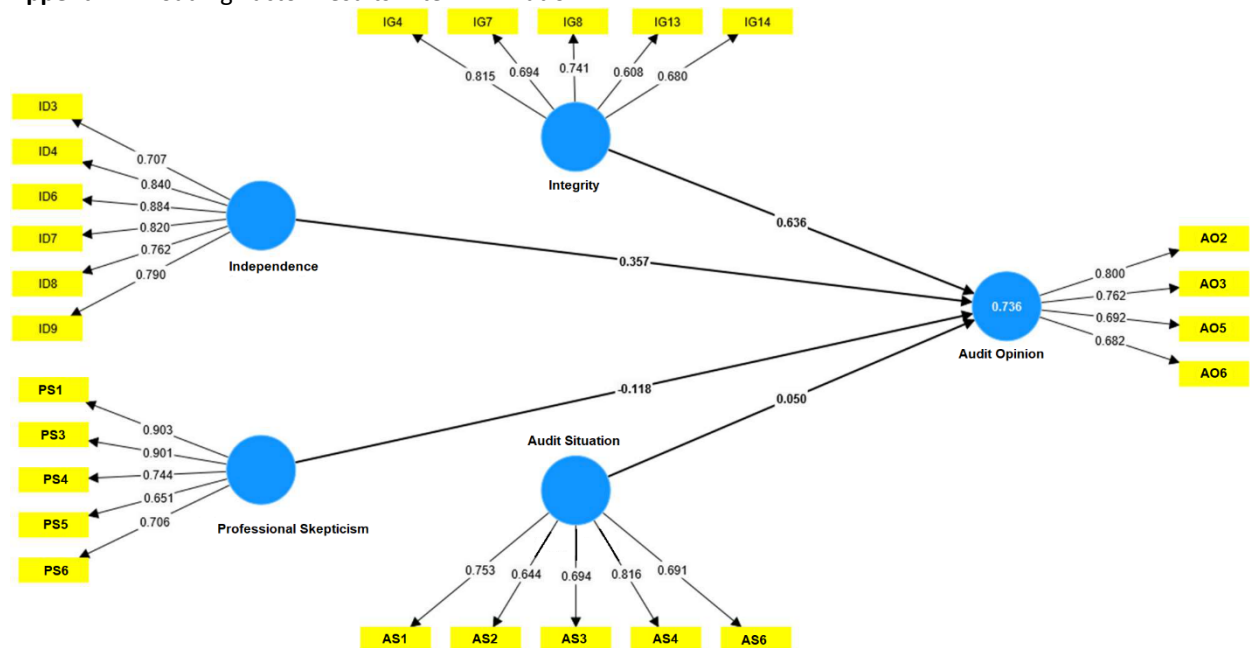 IG4 IG7 IG8 IG13 IG14
0.815 0.694 0.741 0.608 0.680
Integrity
ID3
ID4
ID6
ID7
ID8
ID9
0.707
0.840
0.884
0.820
0.762
0.790
Independence
0.636
0.357
-0.118
0.050
0.736
Audit Opinion
0.800
0.762
0.692
0.682
AO2
AO3
AO5
AO6
PS1
PS3
PS4
PS5
PS6
0.903
0.901
0.744
0.651
0.706
Professional Skepticism
Audit Situation
0.753 0.644 0.694 0.816 0.691
AS1 AS2 AS3 AS4 AS6